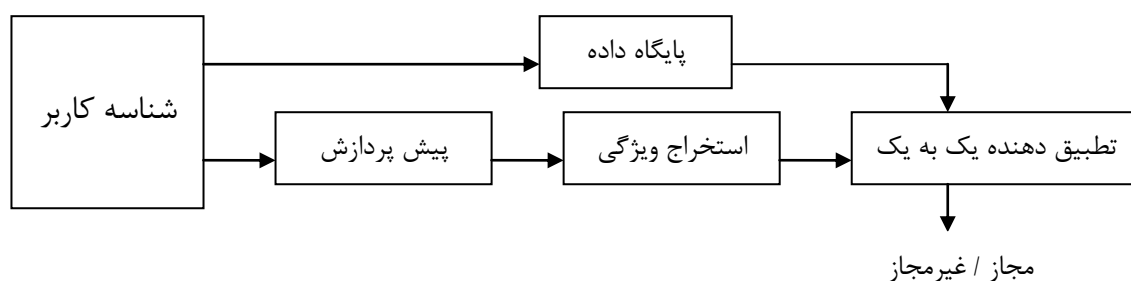 پایگاه داده
شناسه کاربر
پیش پردازش
استخراج ویژگی
تطبیق دهنده یک به یک
مجاز / غیرمجاز